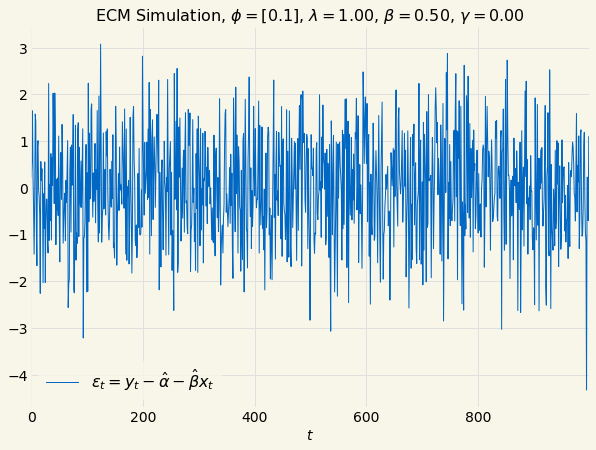 ECM Simulation, ϕ = [0.1], λ = 1.00, β = 0.50, γ = 0.00
3
2
1
0
−1
−2
−3
−4
εₜ = yₜ − α̂ − β̂xₜ
0 200 400 600 800
t